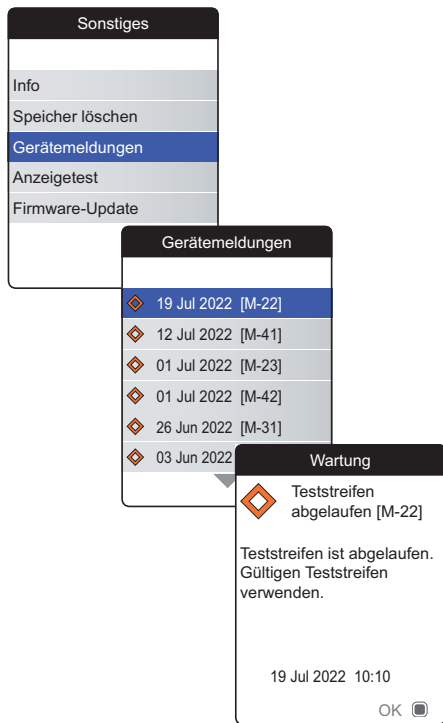 Sonstiges
Info
Speicher löschen
Gerätemeldungen
Anzeigetest
Firmware-Update
Gerätemeldungen
19 Jul 2022 [M-22]
12 Jul 2022 [M-41]
01 Jul 2022 [M-23]
01 Jul 2022 [M-42]
26 Jun 2022 [M-31]
03 Jun 2022
Wartung
Teststreifen
abgelaufen [M-22]
Teststreifen ist abgelaufen.
Gültigen Teststreifen
verwenden.
19 Jul 2022 10:10
OK